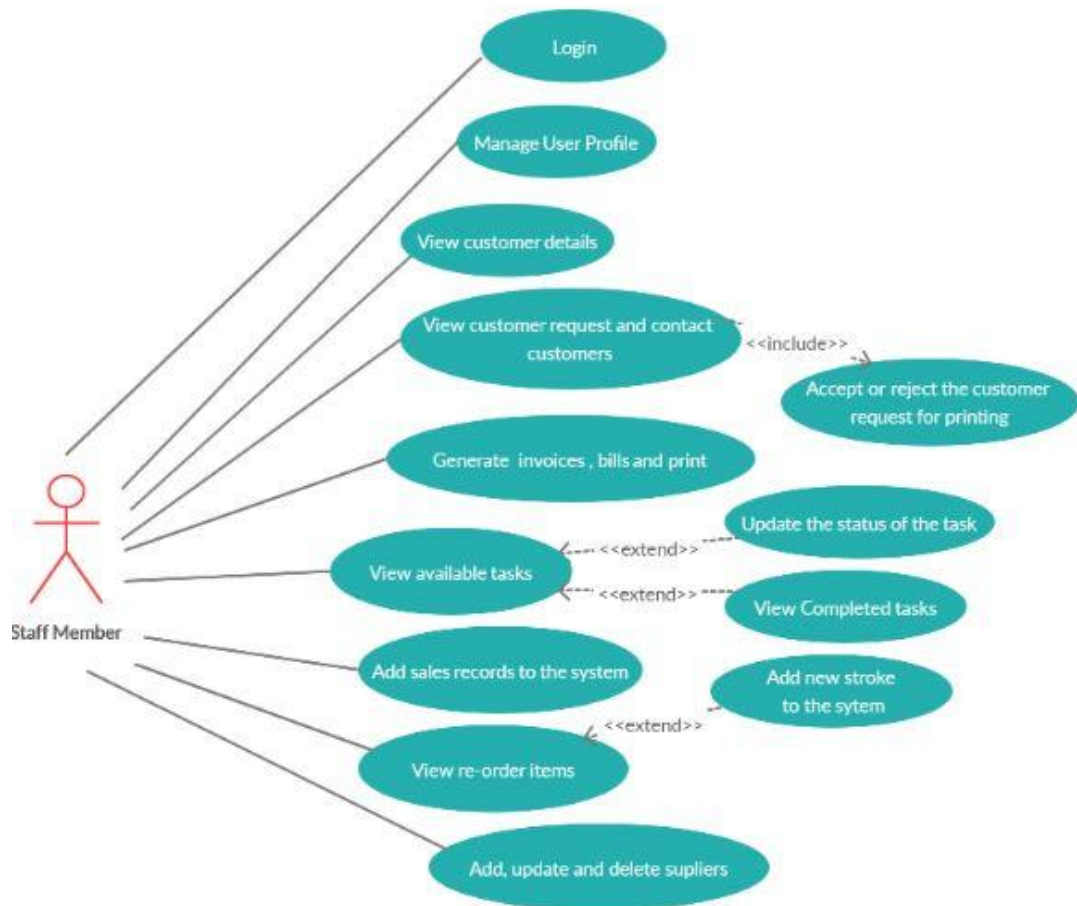 Login
Manage User Profile
View customer details
View customer request and contact
customers
<<include>>
Accept or reject the customer
request for printing
Generate invoices , bills and print
Update the status of the task
<<extend>>
View available tasks
<<extend>>
View Completed tasks
Staff Member
Add sales records to the system
Add new stroke
to the sytem
<<extend>>
View re-order items
Add, update and delete supliers